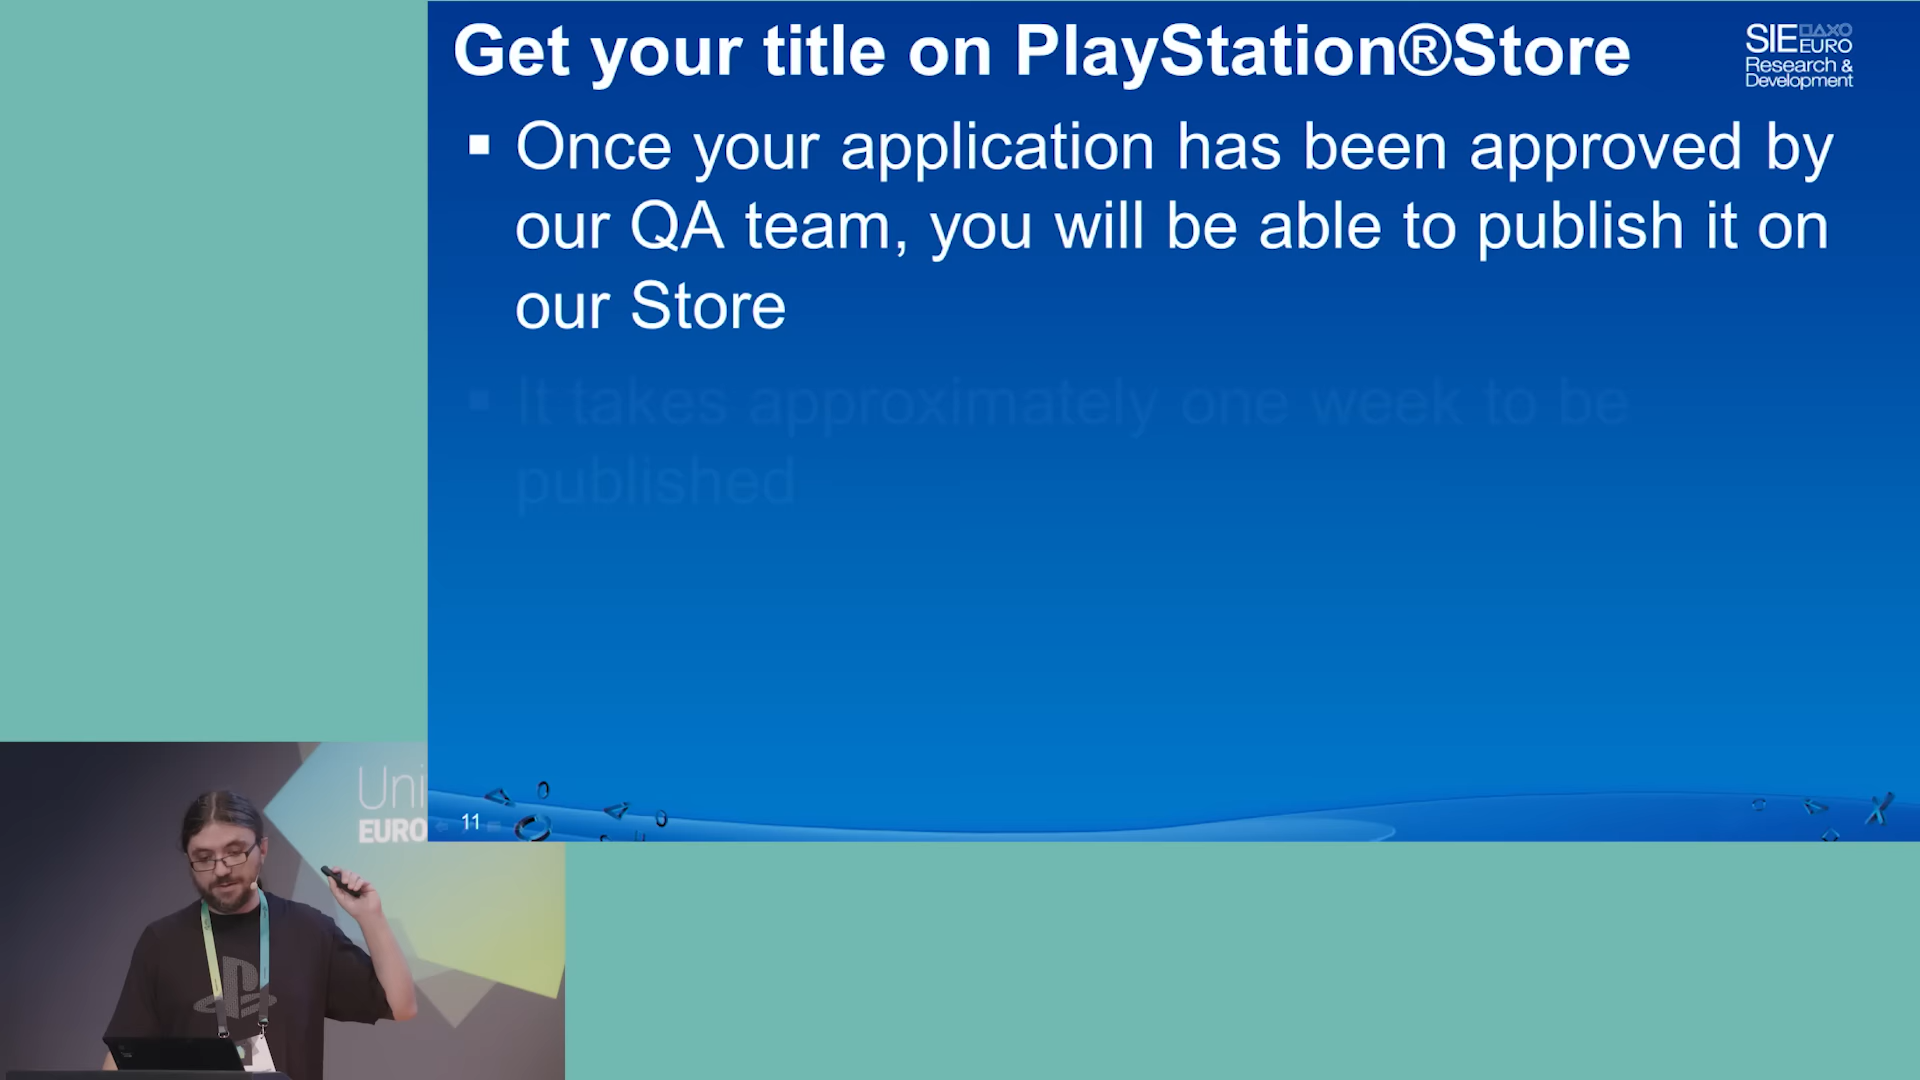 Get your title on PlayStation®Store
SIE EURO
Research &
Development
▪ Once your application has been approved by
our QA team, you will be able to publish it on
our Store
▪ It takes approximately one week to be
published
11
Uni
EURO